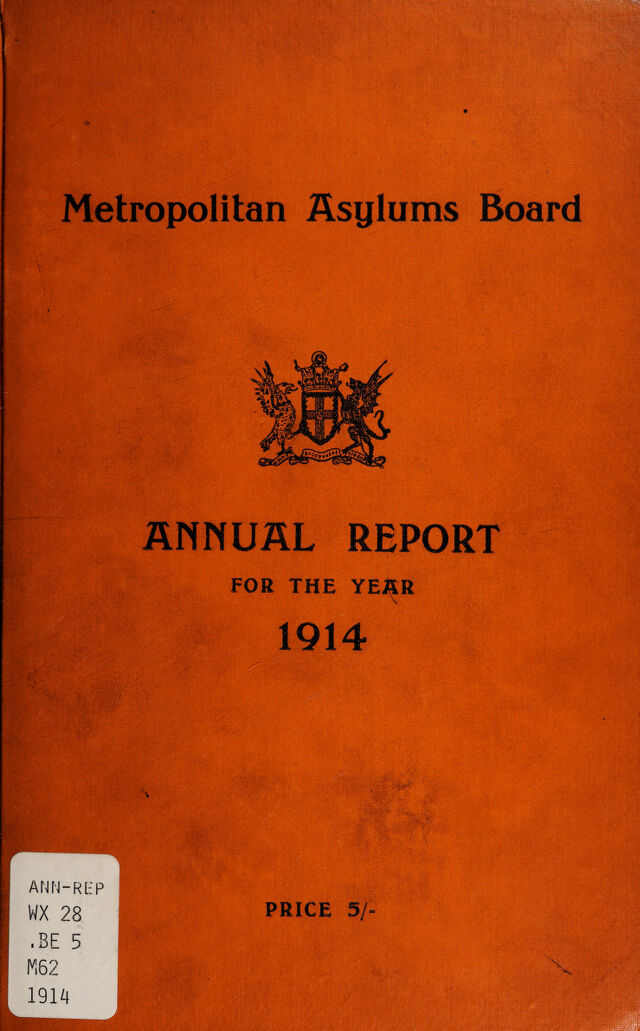 Metropolitan Asylums Board
ANNUAL REPORT
FOR THE YEAR
1914
PRICE 5/-
ANN-REP
WX 28
.BE 5
M62
1914